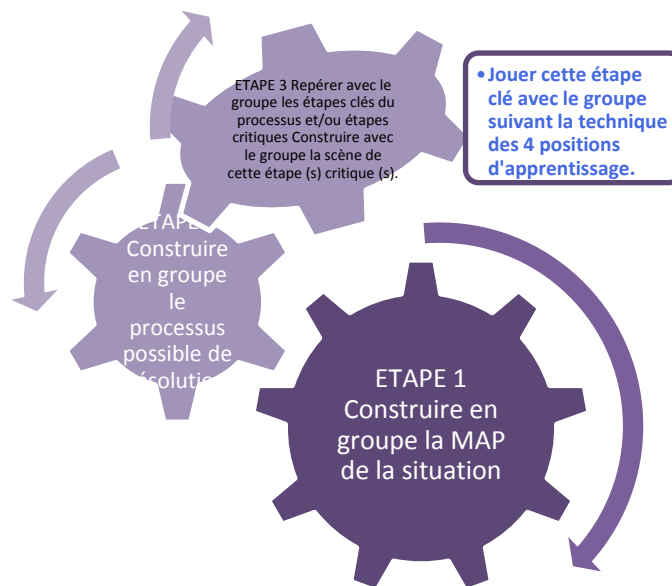 ETAPE 3 Repérer avec le
groupe les étapes clés du
processus et/ou étapes
critiques Construire avec
le groupe la scène de
cette étape (s) critique (s).
•Jouer cette étape
clé avec le groupe
suivant la technique
des 4 positions
d'apprentissage.
ETAPE
Construire
en groupe
le
processus
possible de
ETAPE 1
Construire en
groupe la MAP
de la situation